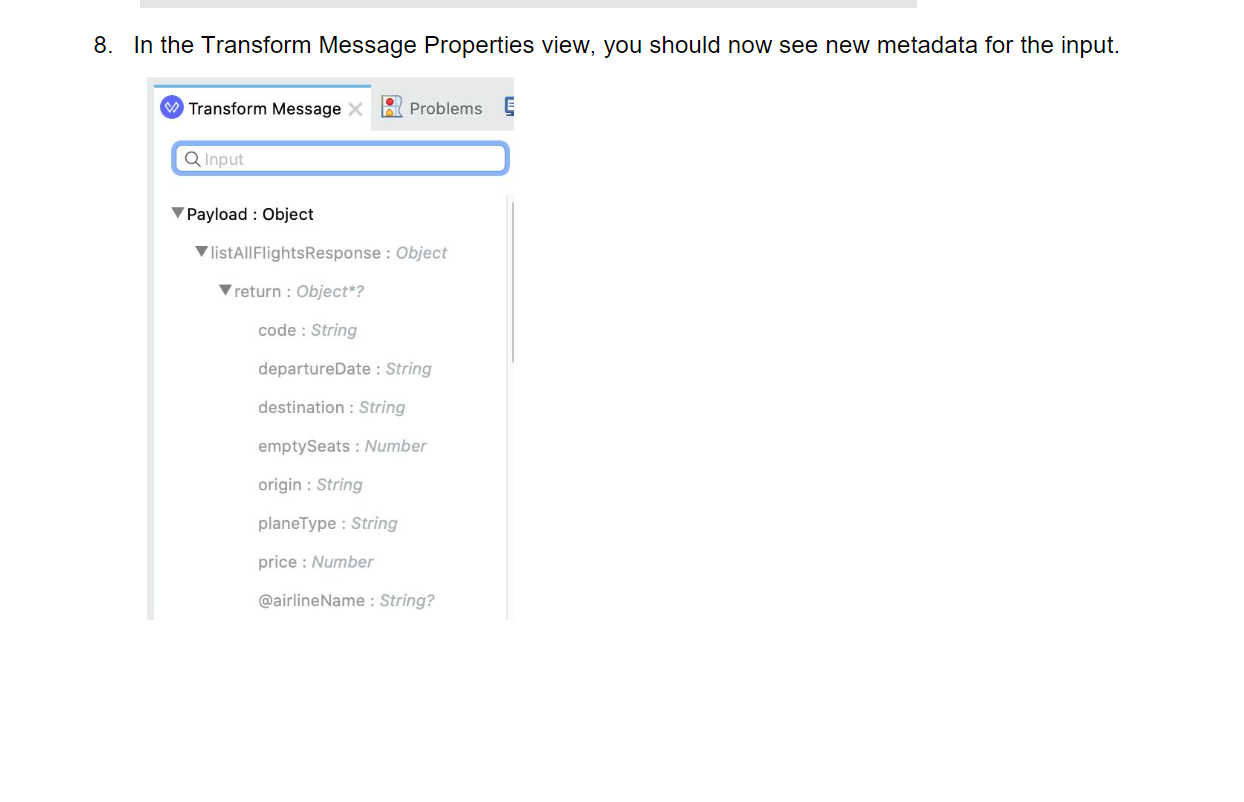 8. In the Transform Message Properties view, you should now see new metadata for the input.
Transform Message Problems
Input
Payload : Object
listAllFlightsResponse : Object
return : Object*?
code : String
departureDate : String
destination : String
emptySeats : Number
origin : String
planeType : String
price : Number
@airlineName : String?